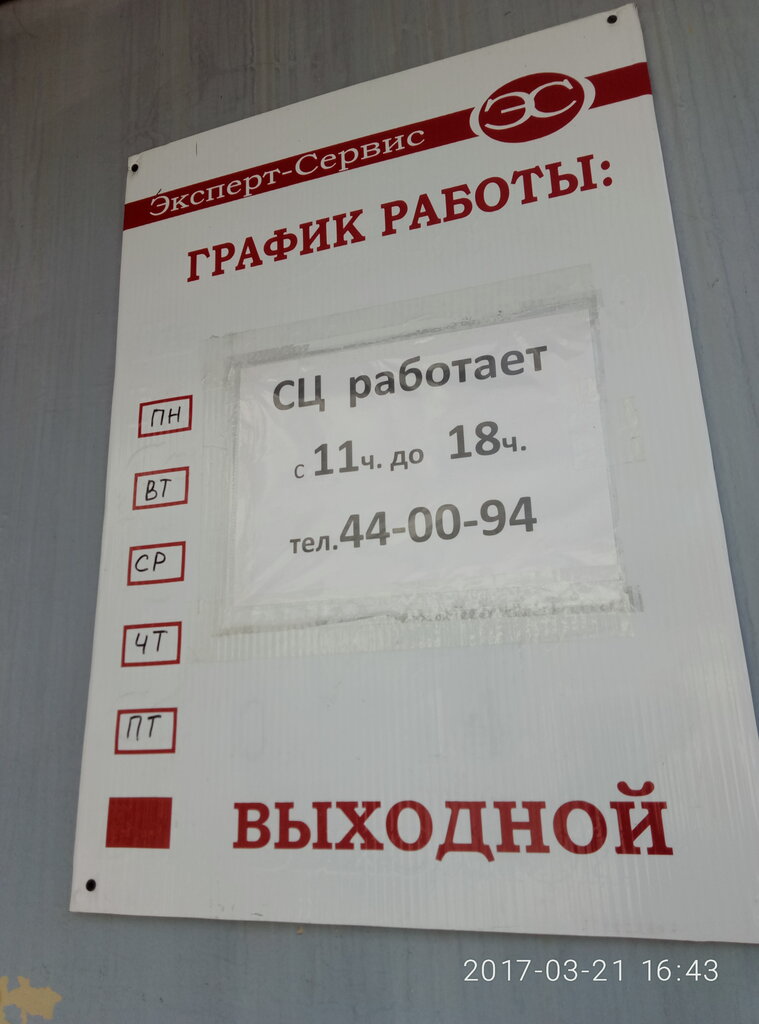 Эксперт-Сервис
ЭС
ГРАФИК РАБОТЫ:
СЦ работает
с 11ч. до 18ч.
тел.44-00-94
ПН
ВТ
СР
ЧТ
ПТ
ВЫХОДНОЙ
2017-03-21 16:43